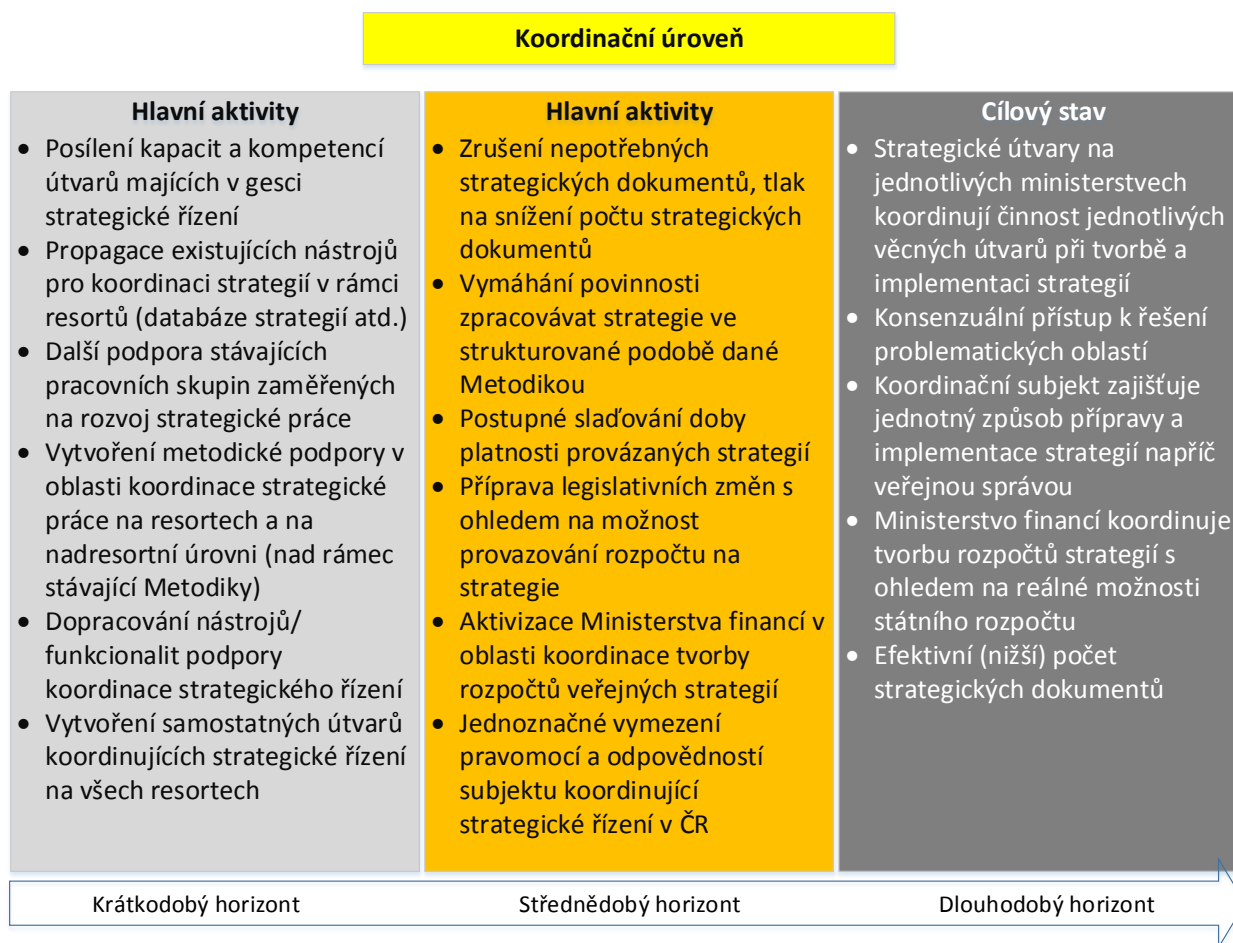 Koordinační úroveň
Hlavní aktivity
• Posílení kapacit a kompetencí
útvarů majících v gesci
strategické řízení
• Propagace existujících nástrojů
pro koordinaci strategií v rámci
resortů (databáze strategií atd.)
• Další podpora stávajících
pracovních skupin zaměřených
na rozvoj strategické práce
• Vytvoření metodické podpory v
oblasti koordinace strategické
práce na resortech a na
nadresortní úrovni (nad rámec
stávající Metodiky)
• Dopracování nástrojů/
funkcionalit podpory
koordinace strategického řízení
• Vytvoření samostatných útvarů
koordinujících strategické řízení
na všech resortech
Hlavní aktivity
• Zrušení nepotřebných
strategických dokumentů, tlak
na snížení počtu strategických
dokumentů
• Vymáhání povinnosti
zpracovávat strategie ve
strukturované podobě dané
Metodikou
• Postupné slaďování doby
platnosti provázaných strategií
• Příprava legislativních změn s
ohledem na možnost
provazování rozpočtu na
strategie
• Aktivizace Ministerstva financí v
oblasti koordinace tvorby
rozpočtů veřejných strategií
• Jednoznačné vymezení
pravomocí a odpovědností
subjektu koordinující
strategické řízení v ČR
Cílový stav
• Strategické útvary na
jednotlivých ministerstvech
koordinují činnost jednotlivých
věcných útvarů při tvorbě a
implementaci strategií
• Konsenzuální přístup k řešení
problematických oblastí
• Koordinační subjekt zajišťuje
jednotný způsob přípravy a
implementace strategií napříč
veřejnou správou
• Ministerstvo financí koordinuje
tvorbu rozpočtů strategií s
ohledem na reálné možnosti
státního rozpočtu
• Efektivní (nižší) počet
strategických dokumentů
Krátkodobý horizont
Střednědobý horizont
Dlouhodobý horizont